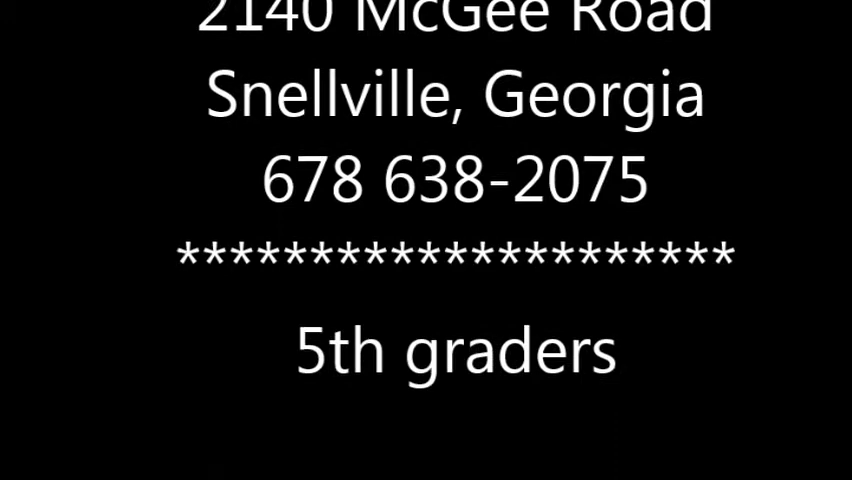 2140 McGee Road
Snellville, Georgia
678 638-2075
*********************
5th graders